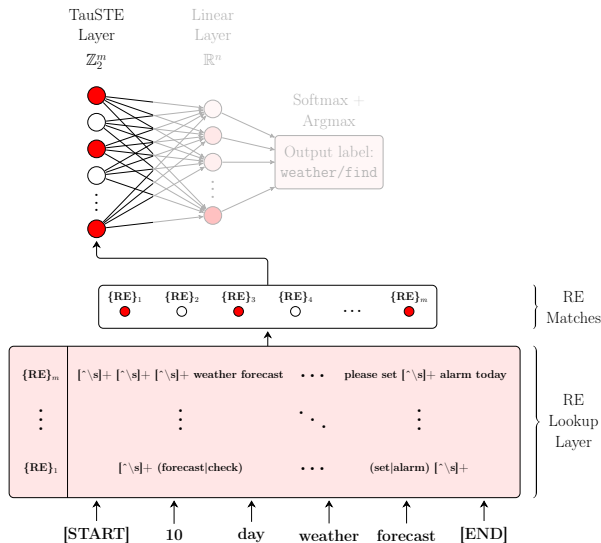 TauSTE
Layer
ℤ₂ᵐ
Linear
Layer
ℝⁿ
Softmax +
Argmax
Output label:
weather/find
{RE}₁ {RE}₂ {RE}₃ {RE}₄ ··· {RE}ₘ
RE
Matches
{RE}ₘ [^\s]+ [^\s]+ [^\s]+ weather forecast ··· please set [^\s]+ alarm today
{RE}₁ [^\s]+ (forecast|check) ··· (set|alarm) [^\s]+
RE
Lookup
Layer
[START] 10 day weather forecast [END]